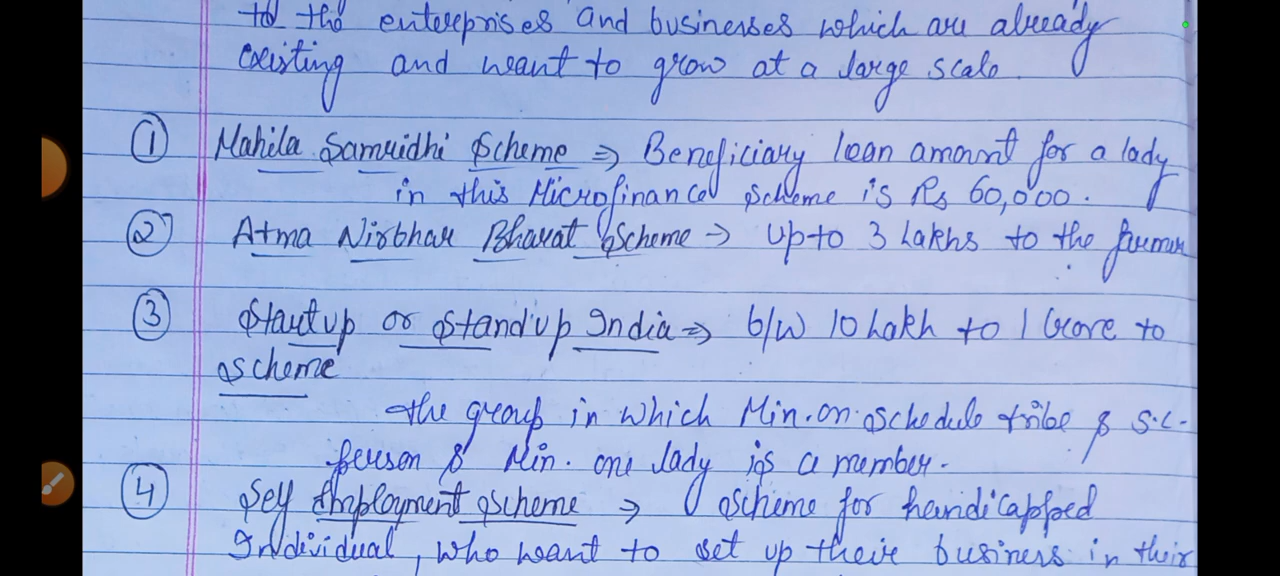 to the enterprises and businesses which are already
existing and want to grow at a large scale.
① Mahila Samridhi Scheme ⇒ Beneficiary loan amount for a lady
in this Microfinance Scheme is Rs 60,000.
② Atma Nirbhar Bharat Scheme → Upto 3 Lakhs to the farmer
③ Startup or Standup India ⇒ b/w 10 Lakh to 1 Crore to
Scheme
the group in which Min. on schedule tribe & S.C.
person & Min. one lady is a member.
④ Self Employment Scheme → scheme for handicapped
Individual, who want to set up their business in their